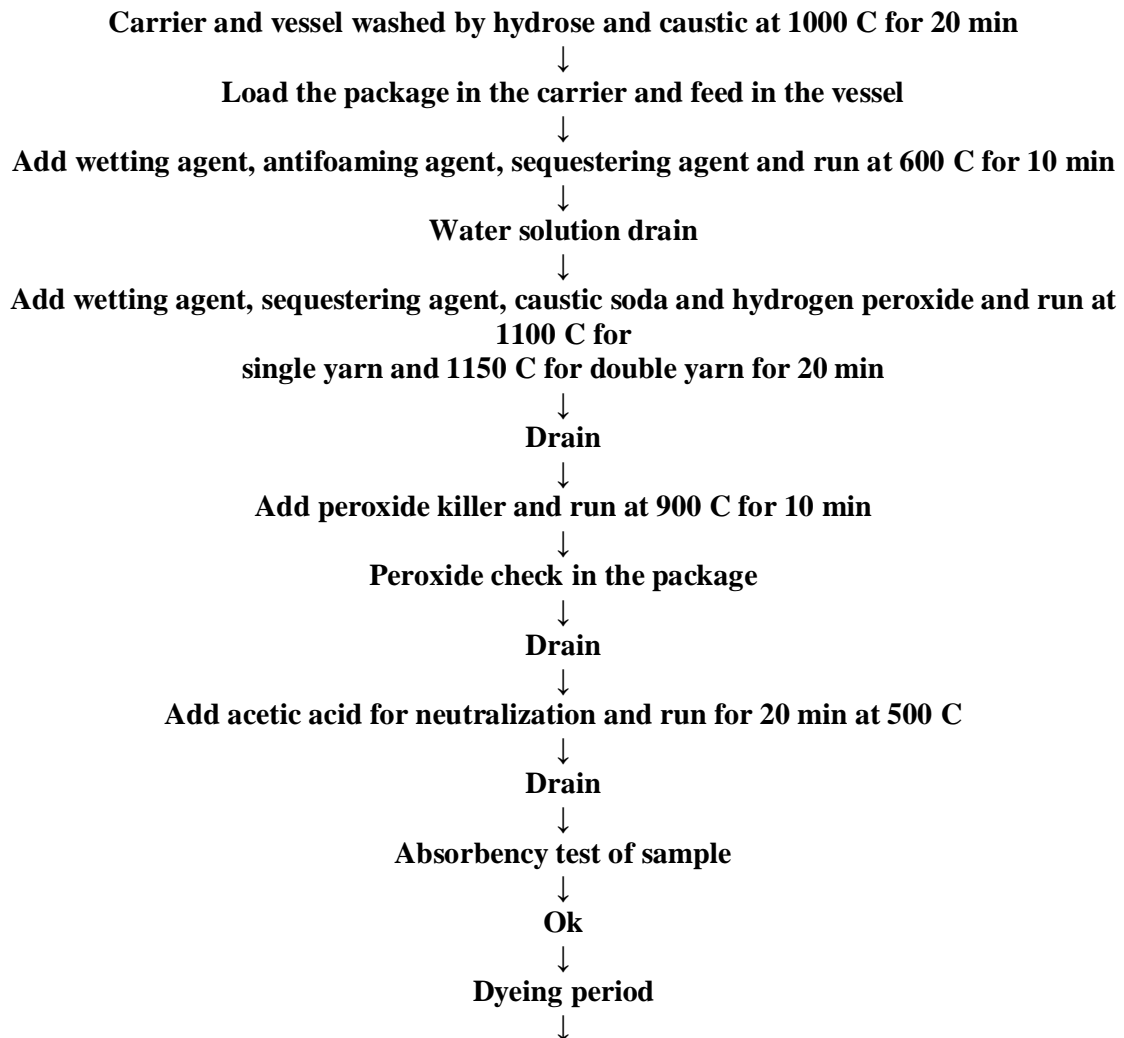 Carrier and vessel washed by hydrose and caustic at 1000 C for 20 min
↓
Load the package in the carrier and feed in the vessel
↓
Add wetting agent, antifoaming agent, sequestering agent and run at 600 C for 10 min
↓
Water solution drain
↓
Add wetting agent, sequestering agent, caustic soda and hydrogen peroxide and run at
1100 C for
single yarn and 1150 C for double yarn for 20 min
↓
Drain
↓
Add peroxide killer and run at 900 C for 10 min
↓
Peroxide check in the package
↓
Drain
↓
Add acetic acid for neutralization and run for 20 min at 500 C
↓
Drain
↓
Absorbency test of sample
↓
Ok
↓
Dyeing period
↓